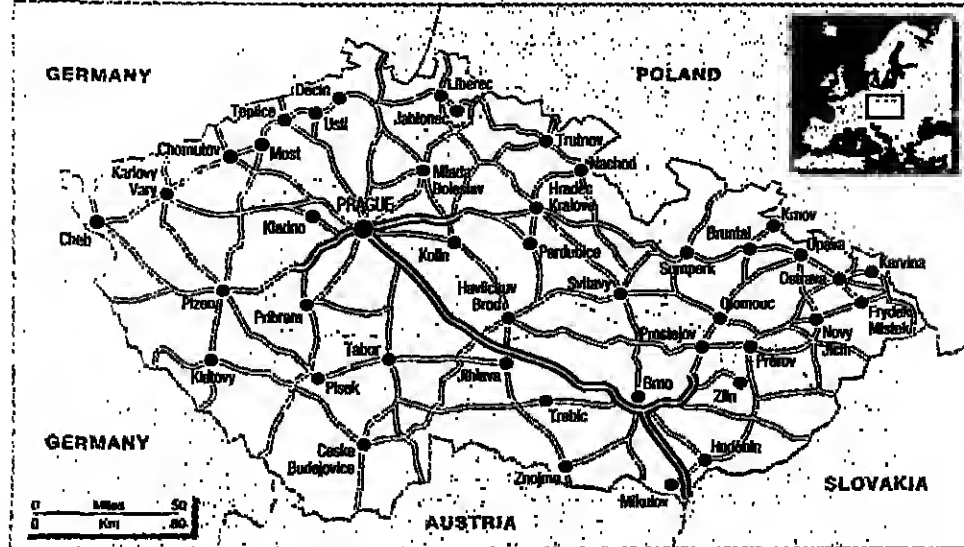 GERMANY
POLAND
Decin
Liberec
Teplice
Usti
Jablonec
Chomutov
Most
Trutnov
Karlovy
Vary
Mlada
Boleslav
Nachod
PRAGUE
Hradec
Kralove
Cheb
Kladno
Kolin
Pardubice
Krnov
Bruntal
Opava
Sumperk
Ostrava
Karvina
Plzen
Pribram
Havlickuv
Brod
Svitavy
Olomouc
Frydek
Mistek
Novy
Jicin
Prostejov
Prerov
Tabor
Klatovy
Pisek
Jihlava
Brno
Zlin
Trebic
GERMANY
Ceske
Budejovice
Hodonin
Znojmo
Mikulov
SLOVAKIA
AUSTRIA
0 Miles 50
0 Km 80